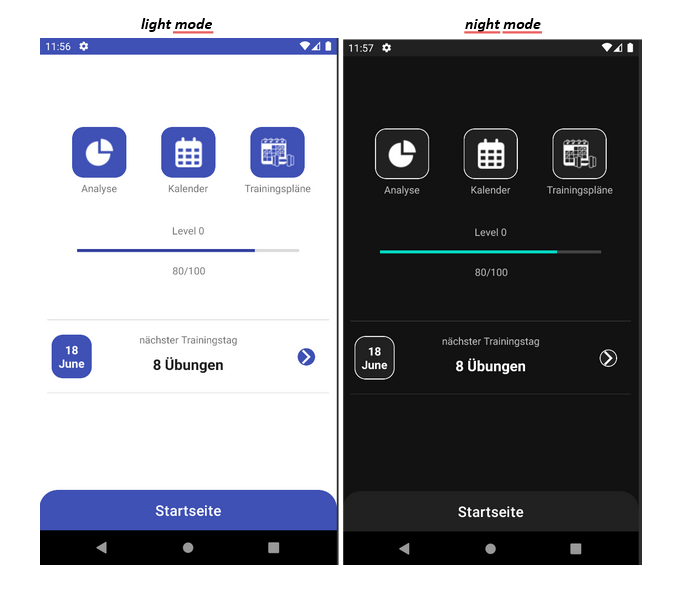 light mode
11:56
Analyse
Kalender
Trainingspläne
Level 0
80/100
18
June
nächster Trainingstag
8 Übungen
Startseite
night mode
11:57
Analyse
Kalender
Trainingspläne
Level 0
80/100
18
June
nächster Trainingstag
8 Übungen
Startseite